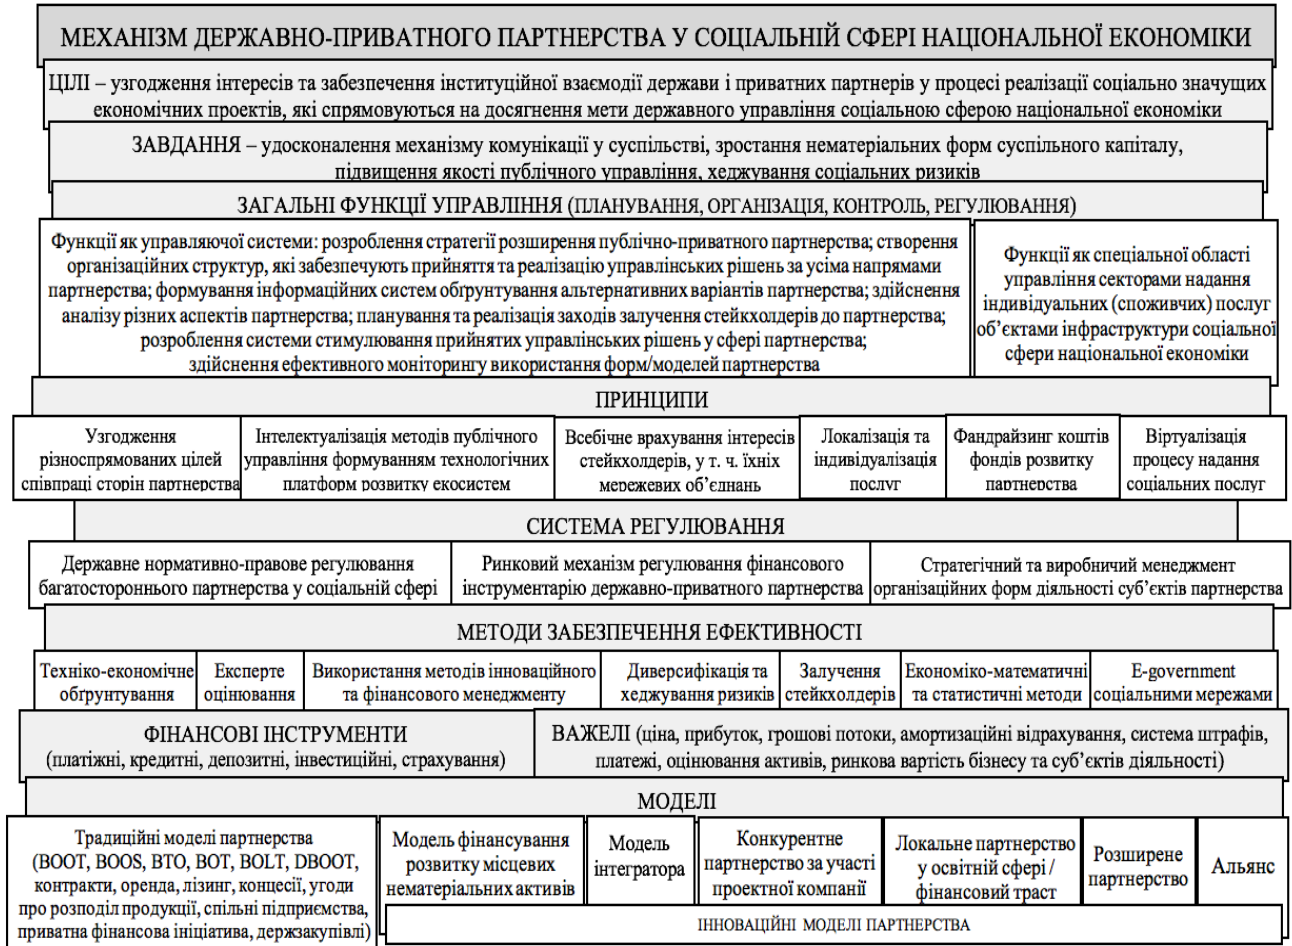 МЕХАНІЗМ ДЕРЖАВНО-ПРИВАТНОГО ПАРТНЕРСТВА У СОЦІАЛЬНІЙ СФЕРІ НАЦІОНАЛЬНОЇ ЕКОНОМІКИ
ЦІЛІ – узгодження інтересів та забезпечення інституційної взаємодії держави і приватних партнерів у процесі реалізації соціально значущих
економічних проектів, які спрямовуються на досягнення мети державного управління соціальною сферою національної економіки
ЗАВДАННЯ – удосконалення механізму комунікації у суспільстві, зростання нематеріальних форм суспільного капіталу,
підвищення якості публічного управління, хеджування соціальних ризиків
ЗАГАЛЬНІ ФУНКЦІЇ УПРАВЛІННЯ (ПЛАНУВАННЯ, ОРГАНІЗАЦІЯ, КОНТРОЛЬ, РЕГУЛЮВАННЯ)
Функції як управляючої системи: розроблення стратегії розширення публічно-приватного партнерства; створення
організаційних структур, які забезпечують прийняття та реалізацію управлінських рішень за усіма напрямами
партнерства; формування інформаційних систем обґрунтування альтернативних варіантів партнерства; здійснення
аналізу різних аспектів партнерства; планування та реалізація заходів залучення стейкхолдерів до партнерства;
розроблення системи стимулювання прийнятих управлінських рішень у сфері партнерства;
здійснення ефективного моніторингу використання форм/моделей партнерства
Функції як спеціальної області
управління секторами надання
індивідуальних (споживчих) послуг
об’єктами інфраструктури соціальної
сфери національної економіки
ПРИНЦИПИ
Узгодження
різноспрямованих цілей
співпраці сторін партнерства
Інтелектуалізація методів публічного
управління формуванням технологічних
платформ розвитку екосистем
Всебічне врахування інтересів
стейкхолдерів, у т. ч. їхніх
мережевих об’єднань
Локалізація та
індивідуалізація
послуг
Фандрайзинг коштів
фондів розвитку
партнерства
Віртуалізація
процесу надання
соціальних послуг
СИСТЕМА РЕГУЛЮВАННЯ
Державне нормативно-правове регулювання
багатостороннього партнерства у соціальній сфері
Ринковий механізм регулювання фінансового
інструментарію державно-приватного партнерства
Стратегічний та виробничий менеджмент
організаційних форм діяльності суб’єктів партнерства
МЕТОДИ ЗАБЕЗПЕЧЕННЯ ЕФЕКТИВНОСТІ
Техніко-економічне
обґрунтування
Експерте
оцінювання
Використання методів інноваційного
та фінансового менеджменту
Диверсифікація та
хеджування ризиків
Залучення
стейкхолдерів
Економіко-математичні
та статистичні методи
E-government
соціальними мережами
ФІНАНСОВІ ІНСТРУМЕНТИ
(платіжні, кредитні, депозитні, інвестиційні, страхування)
ВАЖЕЛІ (ціна, прибуток, грошові потоки, амортизаційні відрахування, система штрафів,
платежі, оцінювання активів, ринкова вартість бізнесу та суб’єктів діяльності)
МОДЕЛІ
Традиційні моделі партнерства
(BOOT, BOOS, BTO, BOT, BOLT, DBOOT,
контракти, оренда, лізинг, концесії, угоди
про розподіл продукції, спільні підприємства,
приватна фінансова ініціатива, держзакупівлі)
Модель фінансування
розвитку місцевих
нематеріальних активів
Модель
інтегратора
Конкурентне
партнерство за участі
проектної компанії
Локальне партнерство
у освітній сфері /
фінансовий траст
Розширене
партнерство
Альянс
ІННОВАЦІЙНІ МОДЕЛІ ПАРТНЕРСТВА